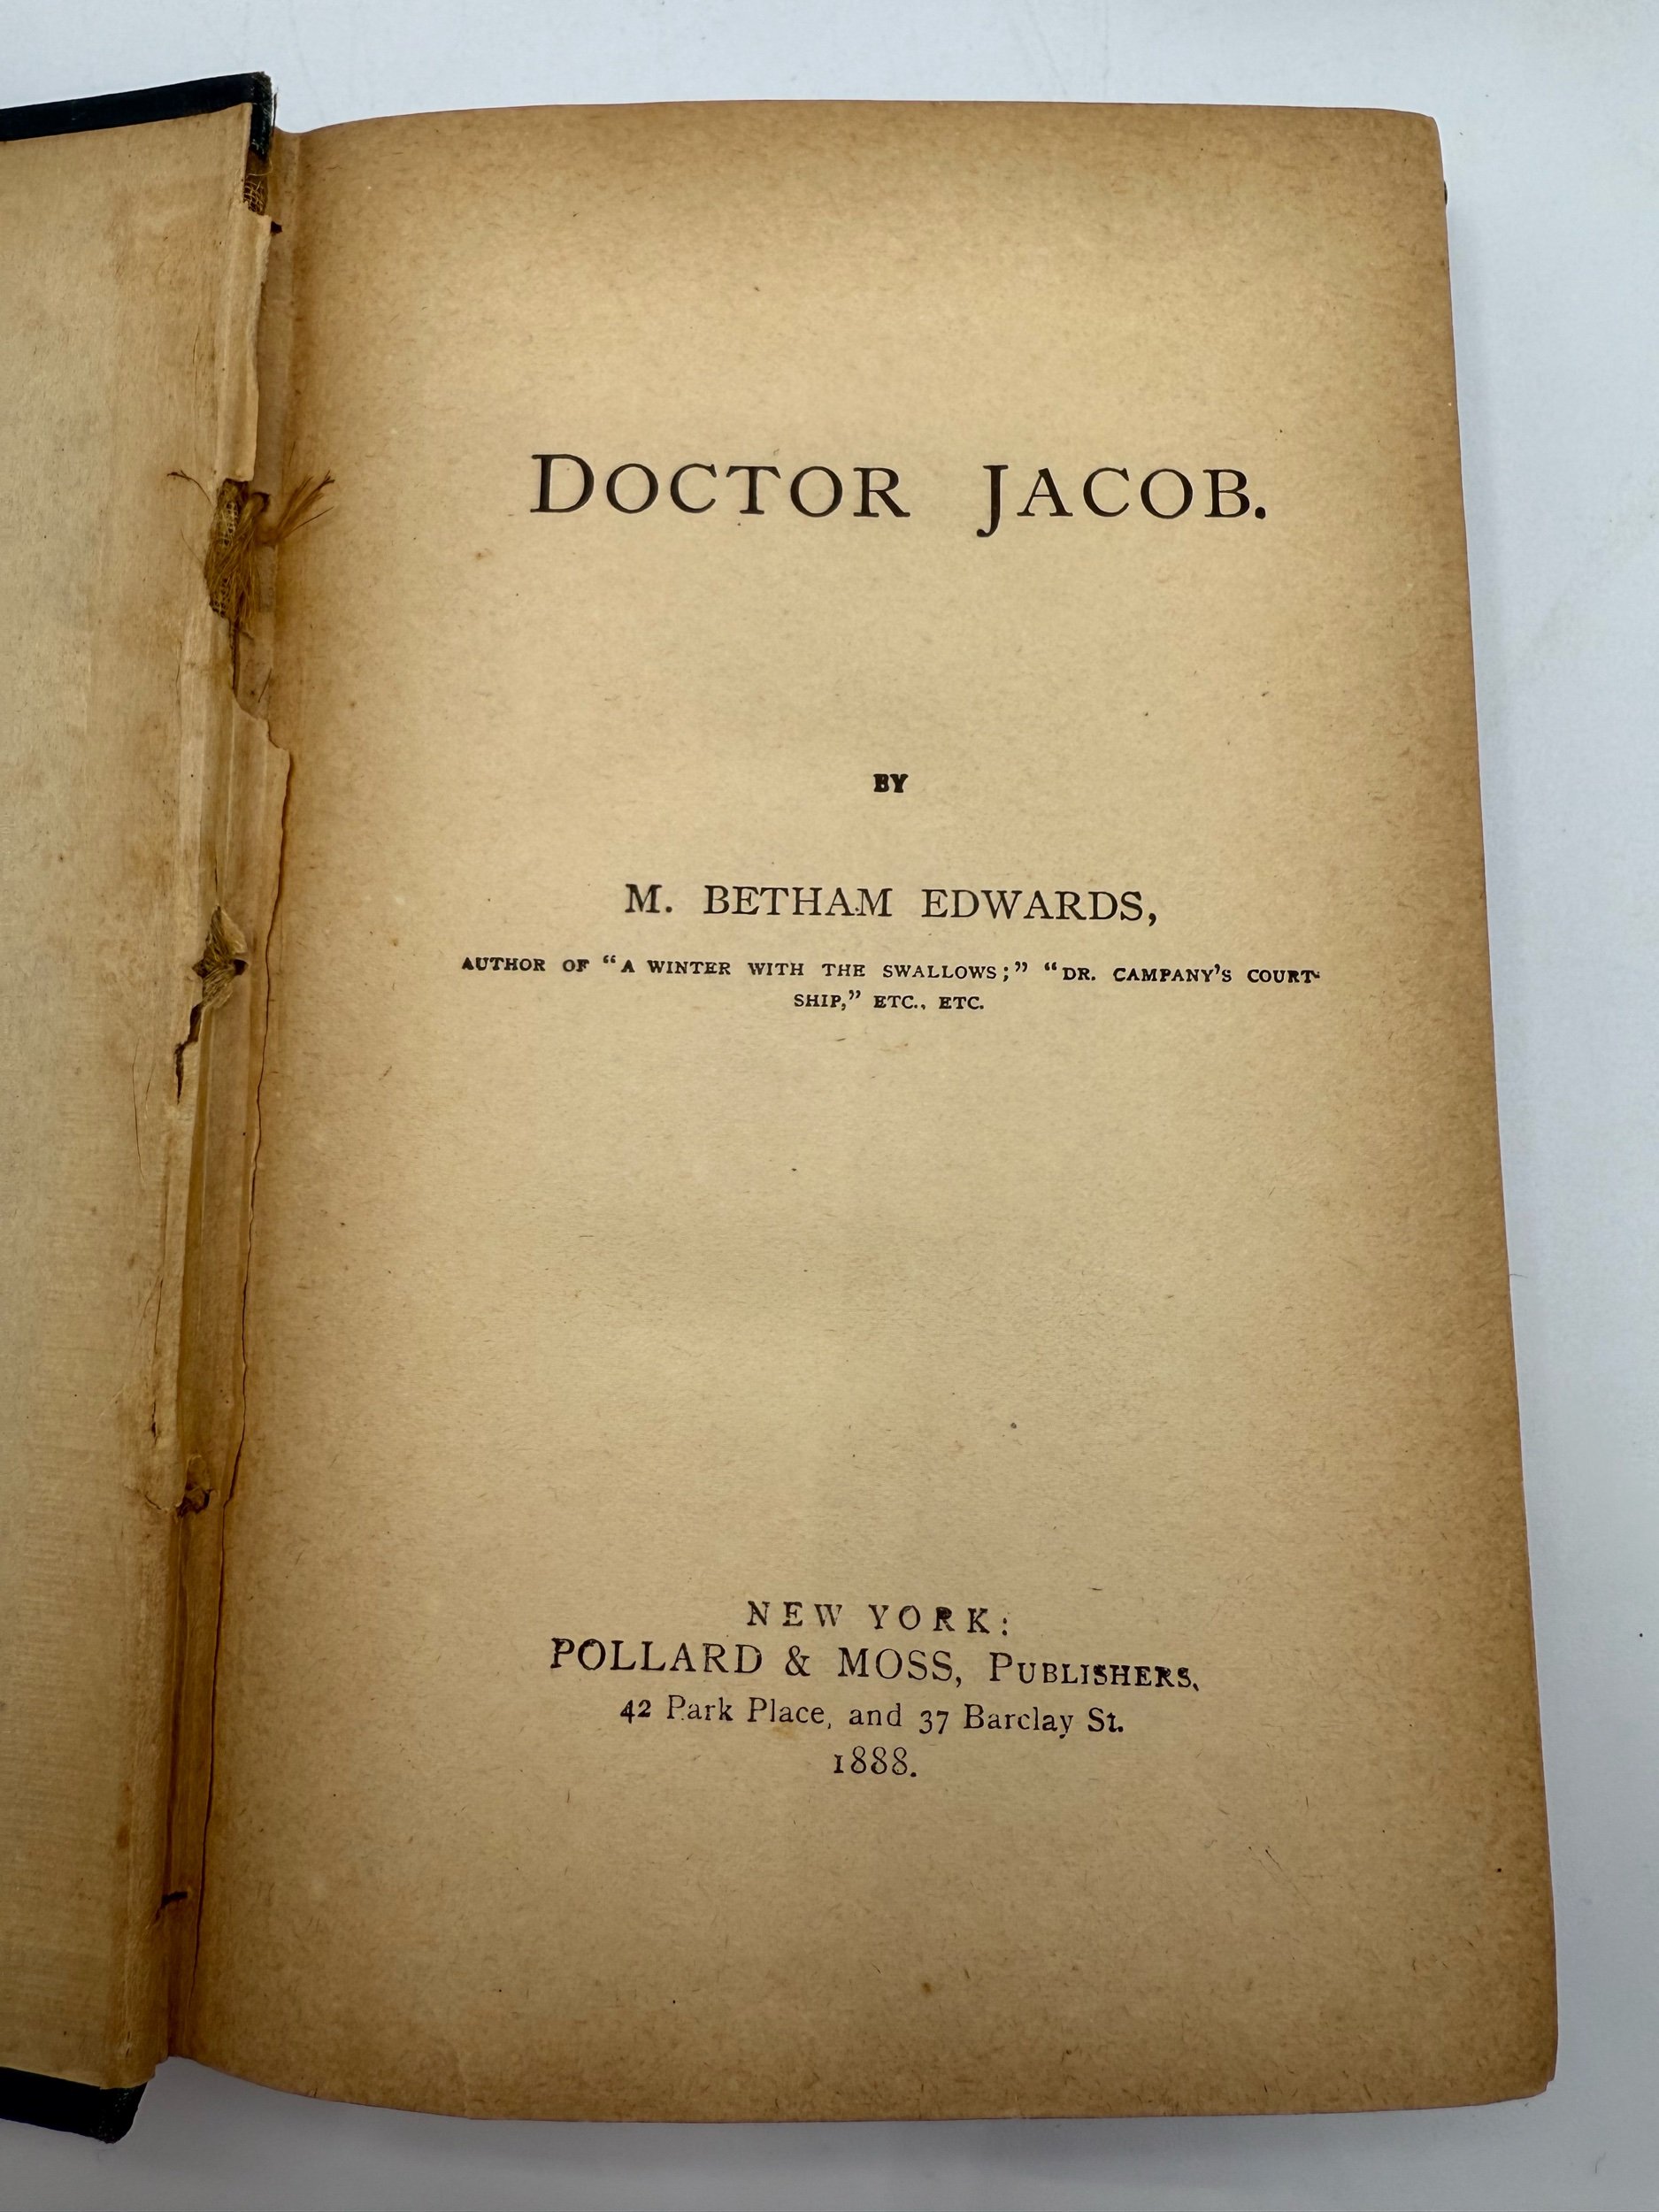 DOCTOR JACOB.
BY
M. BETHAM EDWARDS,
AUTHOR OF “A WINTER WITH THE SWALLOWS;” “DR. CAMPANY’S COURT-
SHIP,” ETC., ETC.
NEW YORK:
POLLARD & MOSS, PUBLISHERS,
42 Park Place, and 37 Barclay St.
1888.